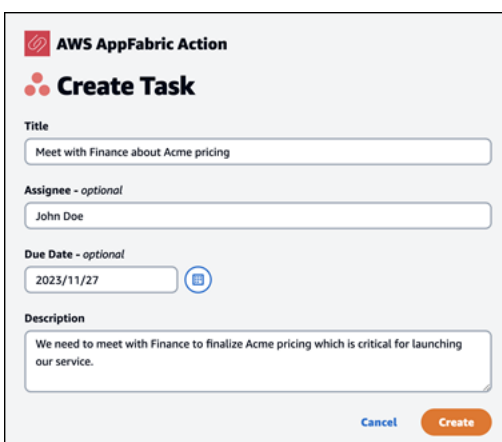 AWS AppFabric Action
Create Task
Title
Meet with Finance about Acme pricing
Assignee - optional
John Doe
Due Date - optional
2023/11/27
Description
We need to meet with Finance to finalize Acme pricing which is critical for launching
our service.
Cancel Create